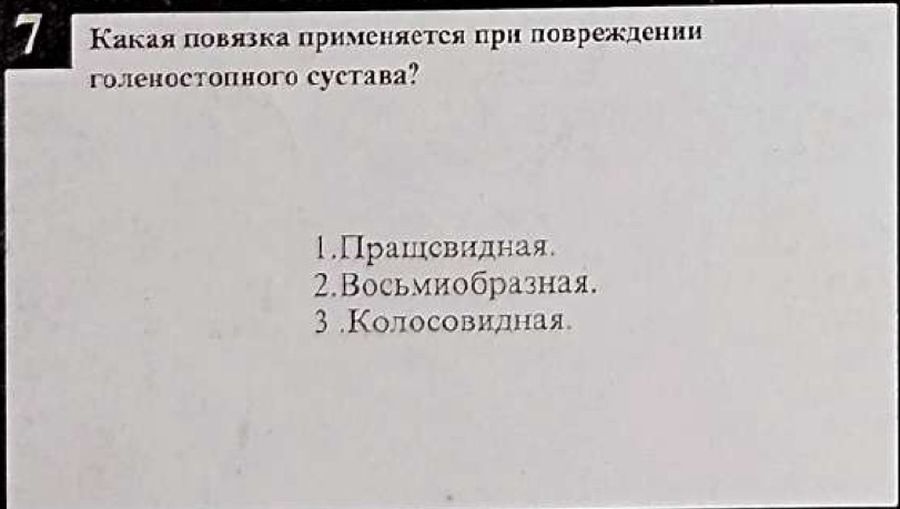 7
Какая повязка применяется при повреждении
голеностопного сустава?
1.Пращевидная.
2.Восьмиобразная.
3 .Колосовидная.